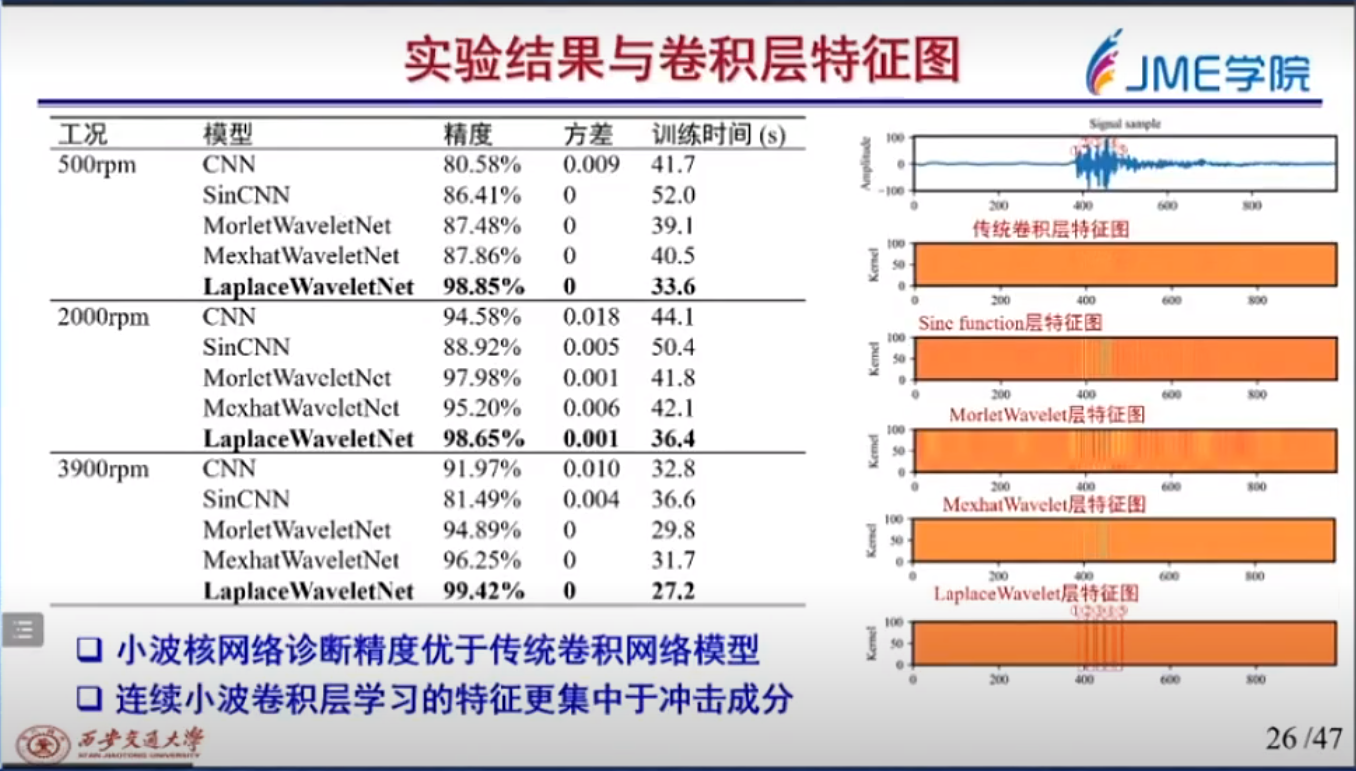 实验结果与卷积层特征图
JME学院
工况 模型 精度 方差 训练时间 (s)
500rpm CNN 80.58% 0.009 41.7
SinCNN 86.41% 0 52.0
MorletWaveletNet 87.48% 0 39.1
MexhatWaveletNet 87.86% 0 40.5
LaplaceWaveletNet 98.85% 0 33.6
2000rpm CNN 94.58% 0.018 44.1
SinCNN 88.92% 0.005 50.4
MorletWaveletNet 97.98% 0.001 41.8
MexhatWaveletNet 95.20% 0.006 42.1
LaplaceWaveletNet 98.65% 0.001 36.4
3900rpm CNN 91.97% 0.010 32.8
SinCNN 81.49% 0.004 36.6
MorletWaveletNet 94.89% 0 29.8
MexhatWaveletNet 96.25% 0 31.7
LaplaceWaveletNet 99.42% 0 27.2
Signal sample
Amplitude
100
0
-100
0 200 400 600 800
传统卷积层特征图
Kernel
100
50
0
0 200 400 600 800
Sinc function层特征图
Kernel
100
50
0
0 200 400 600 800
MorletWavelet层特征图
Kernel
100
50
0
0 200 400 600 800
MexhatWavelet层特征图
Kernel
100
50
0
0 200 400 600 800
LaplaceWavelet层特征图
①②③④⑤
Kernel
100
50
0
0 200 400 600 800
小波核网络诊断精度优于传统卷积网络模型
连续小波卷积层学习的特征更集中于冲击成分
西安交通大学
XI'AN JIAOTONG UNIVERSITY
26 /47